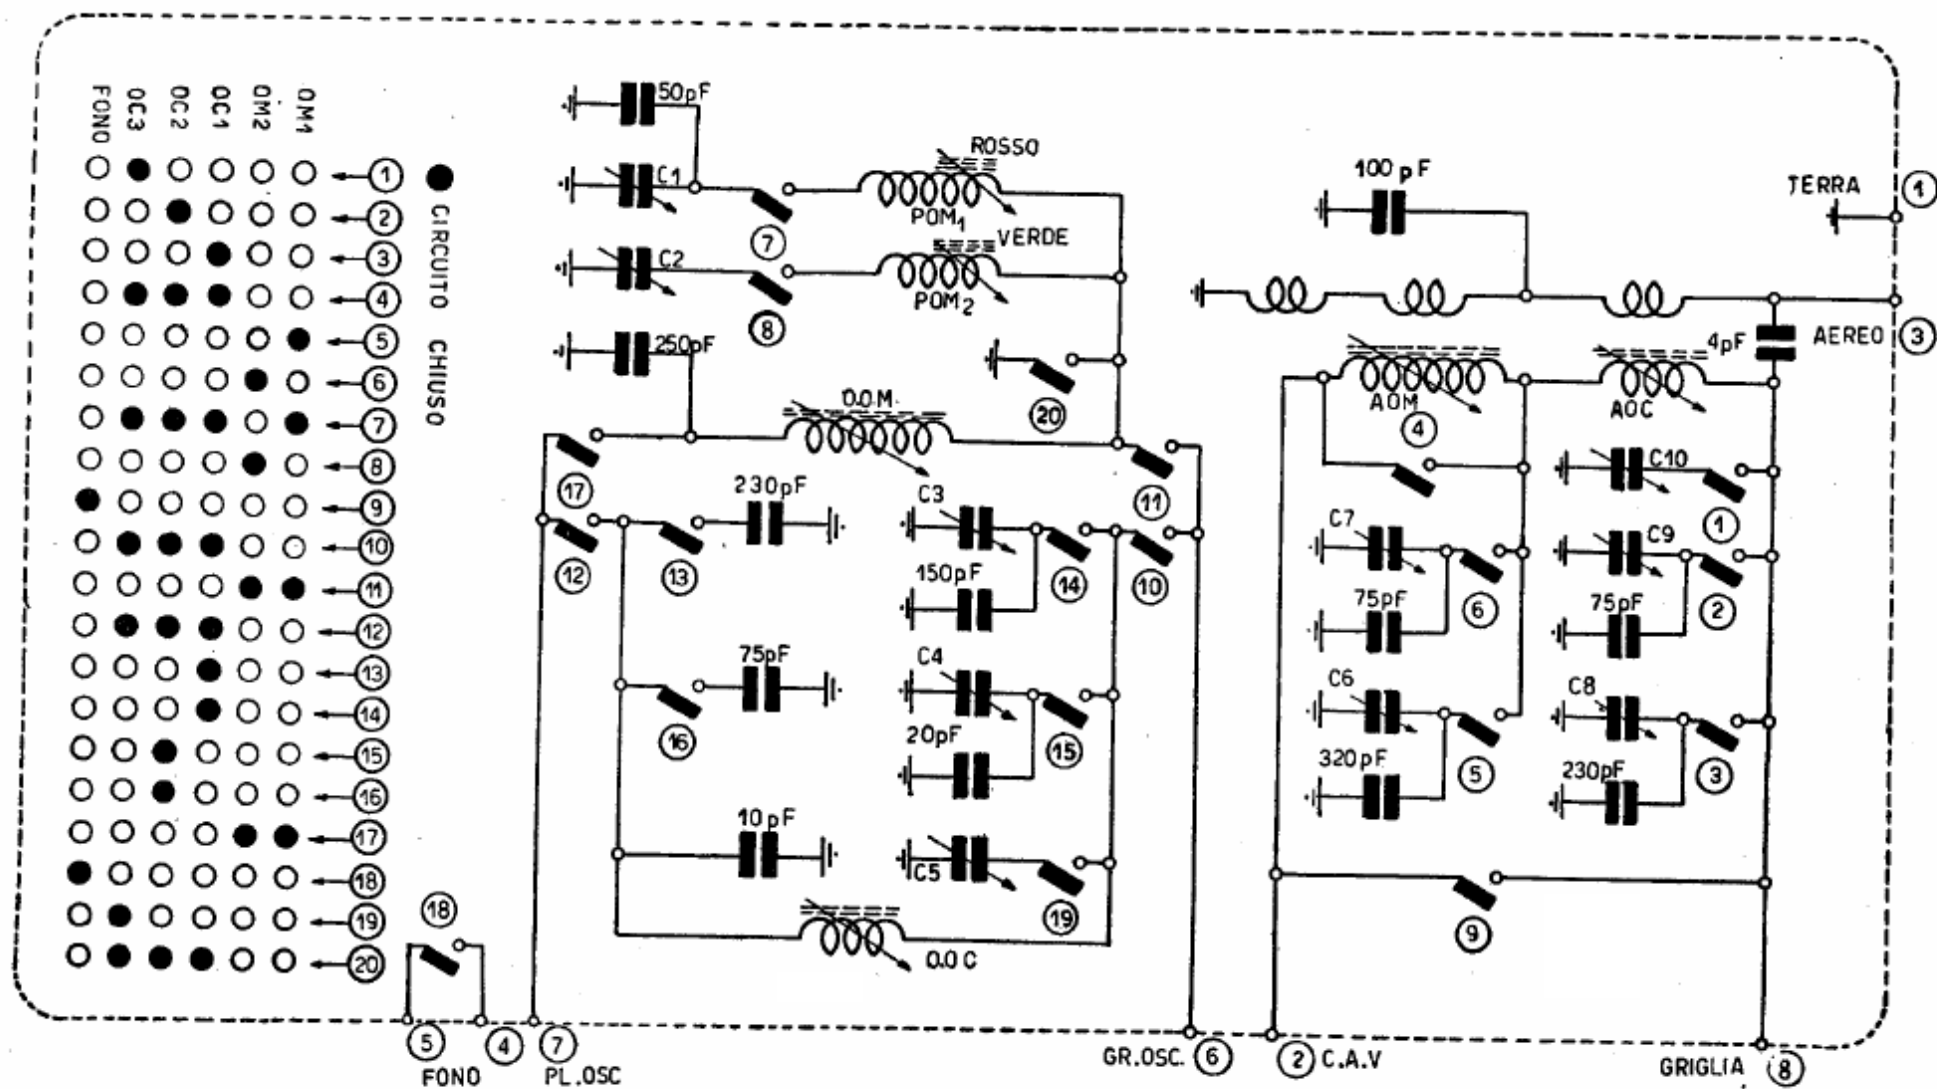 FONO
OC3
OC2
OC1
OM2
OM1
1
2
3
4
5
6
7
8
9
10
11
12
13
14
15
16
17
18
19
20
CIRCUITO CHIUSO
50pF
C1
ROSSO
POM1
7
C2
VERDE
POM2
8
250pF
20
O.O.M
17
11
230pF
C3
12
13
14
10
150pF
75pF
C4
16
20pF
15
10pF
C5
19
O.O.C
18
100 pF
TERRA
1
4pF
AEREO
3
AOM
4
AOC
C10
1
C7
C9
6
2
75pF
75pF
C6
C8
5
3
320pF
230pF
9
5
4
FONO
7
PL.OSC
GR.OSC.
6
2
C.A.V
GRIGLIA
8